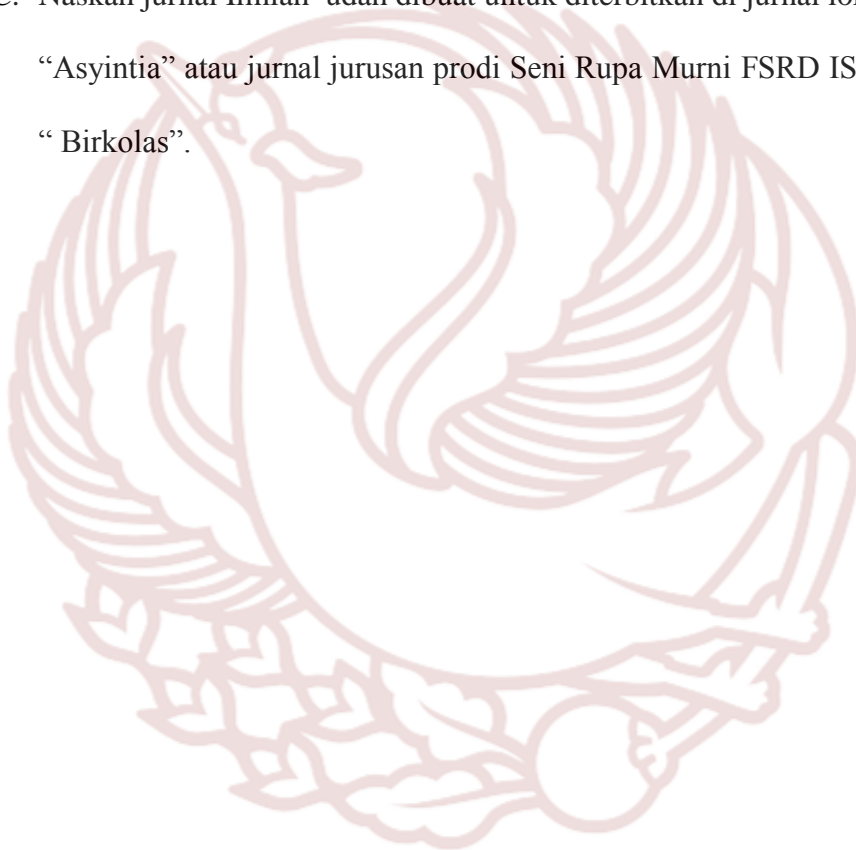 Naskah jurnal Ilmiah udah dibuat untuk diterbitkan di jurnal
“Asyintia” atau jurnal jurusan prodi Seni Rupa Murni FSRD
“ Birkolas”.